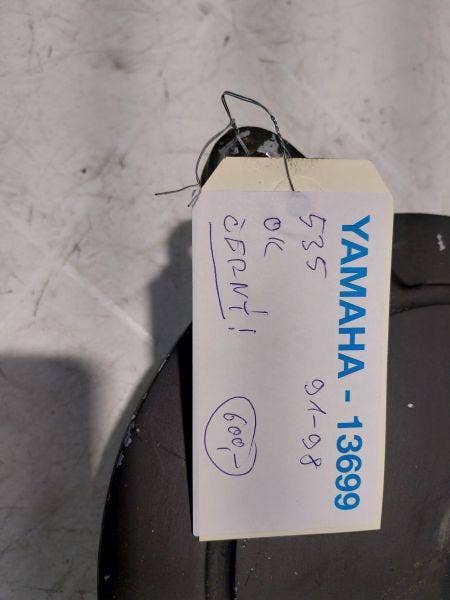 YAMAHA - 13699
535 91-98
OK
ČERNÝ!
600,-